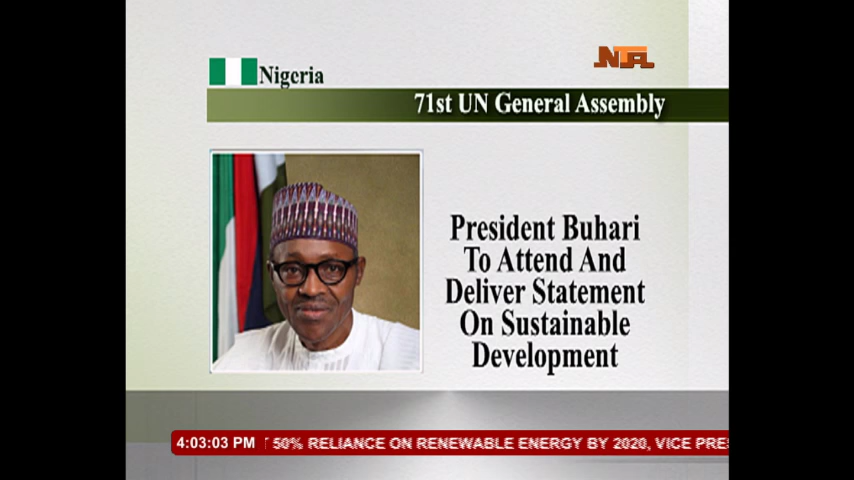 NTA
Nigeria
71st UN General Assembly
President Buhari
To Attend And
Deliver Statement
On Sustainable
Development
4:03:03 PM
50% RELIANCE ON RENEWABLE ENERGY BY 2020, VICE PRES